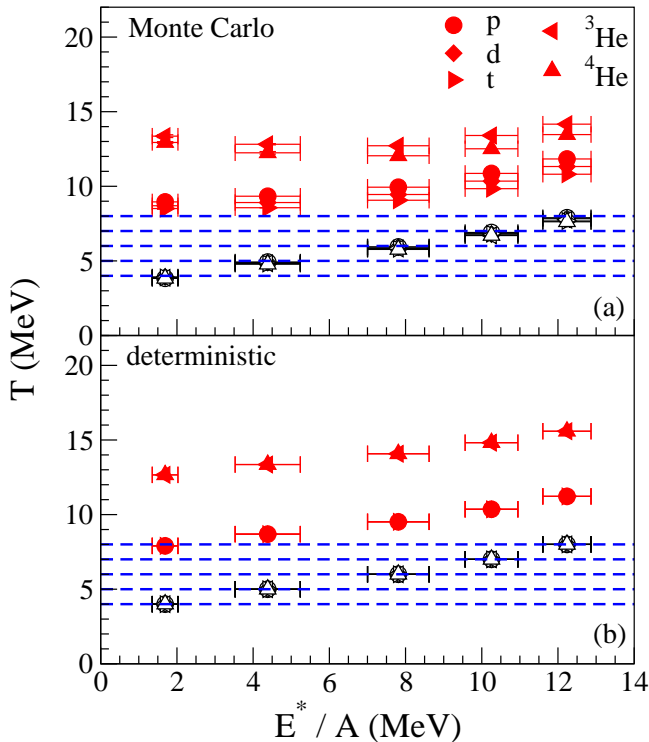 Monte Carlo
p
d
t
³He
⁴He
20
15
10
5
0
(a)
T (MeV)
deterministic
20
15
10
5
0
(b)
0 2 4 6 8 10 12 14
E* / A (MeV)